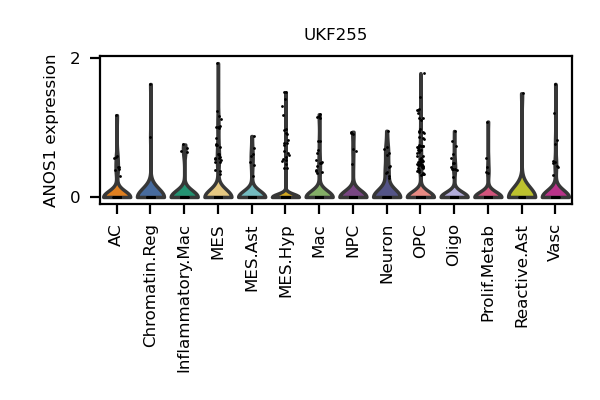 UKF255
ANOS1 expression
2
0
AC
Chromatin.Reg
Inflammatory.Mac
MES
MES.Ast
MES.Hyp
Mac
NPC
Neuron
OPC
Oligo
Prolif.Metab
Reactive.Ast
Vasc